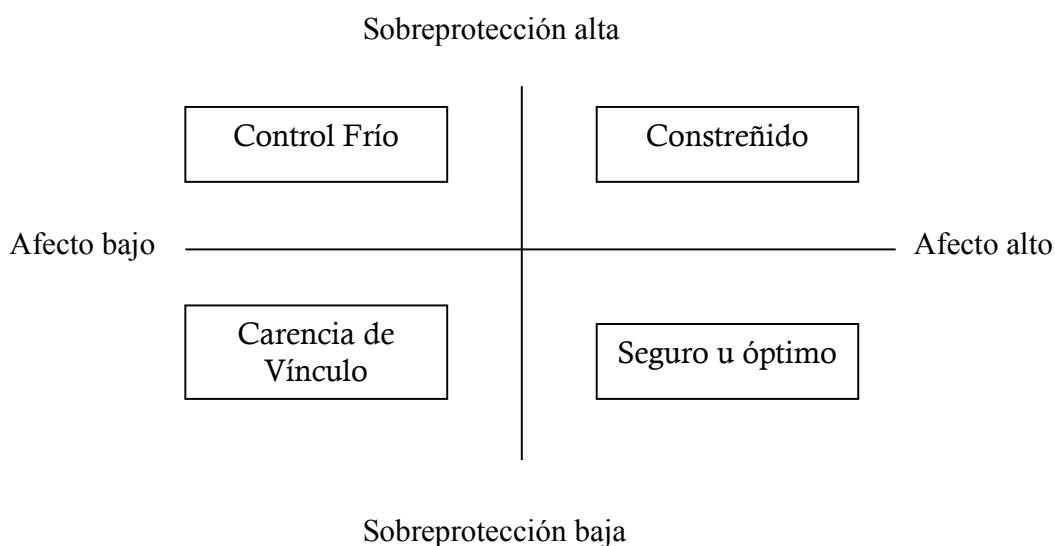 Sobreprotección alta
Control Frío
Constreñido
Afecto bajo
Afecto alto
Carencia de
Vínculo
Seguro u óptimo
Sobreprotección baja